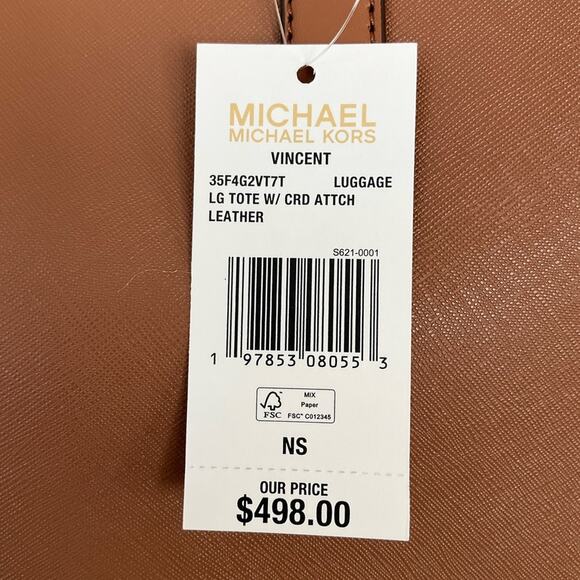 MICHAEL
MICHAEL KORS
VINCENT
35F4G2VT7T LUGGAGE
LG TOTE W/ CRD ATTCH
LEATHER
S621-0001
1 97853 08055 3
MIX
Paper
FSC FSC™ C012345
NS
OUR PRICE
$498.00